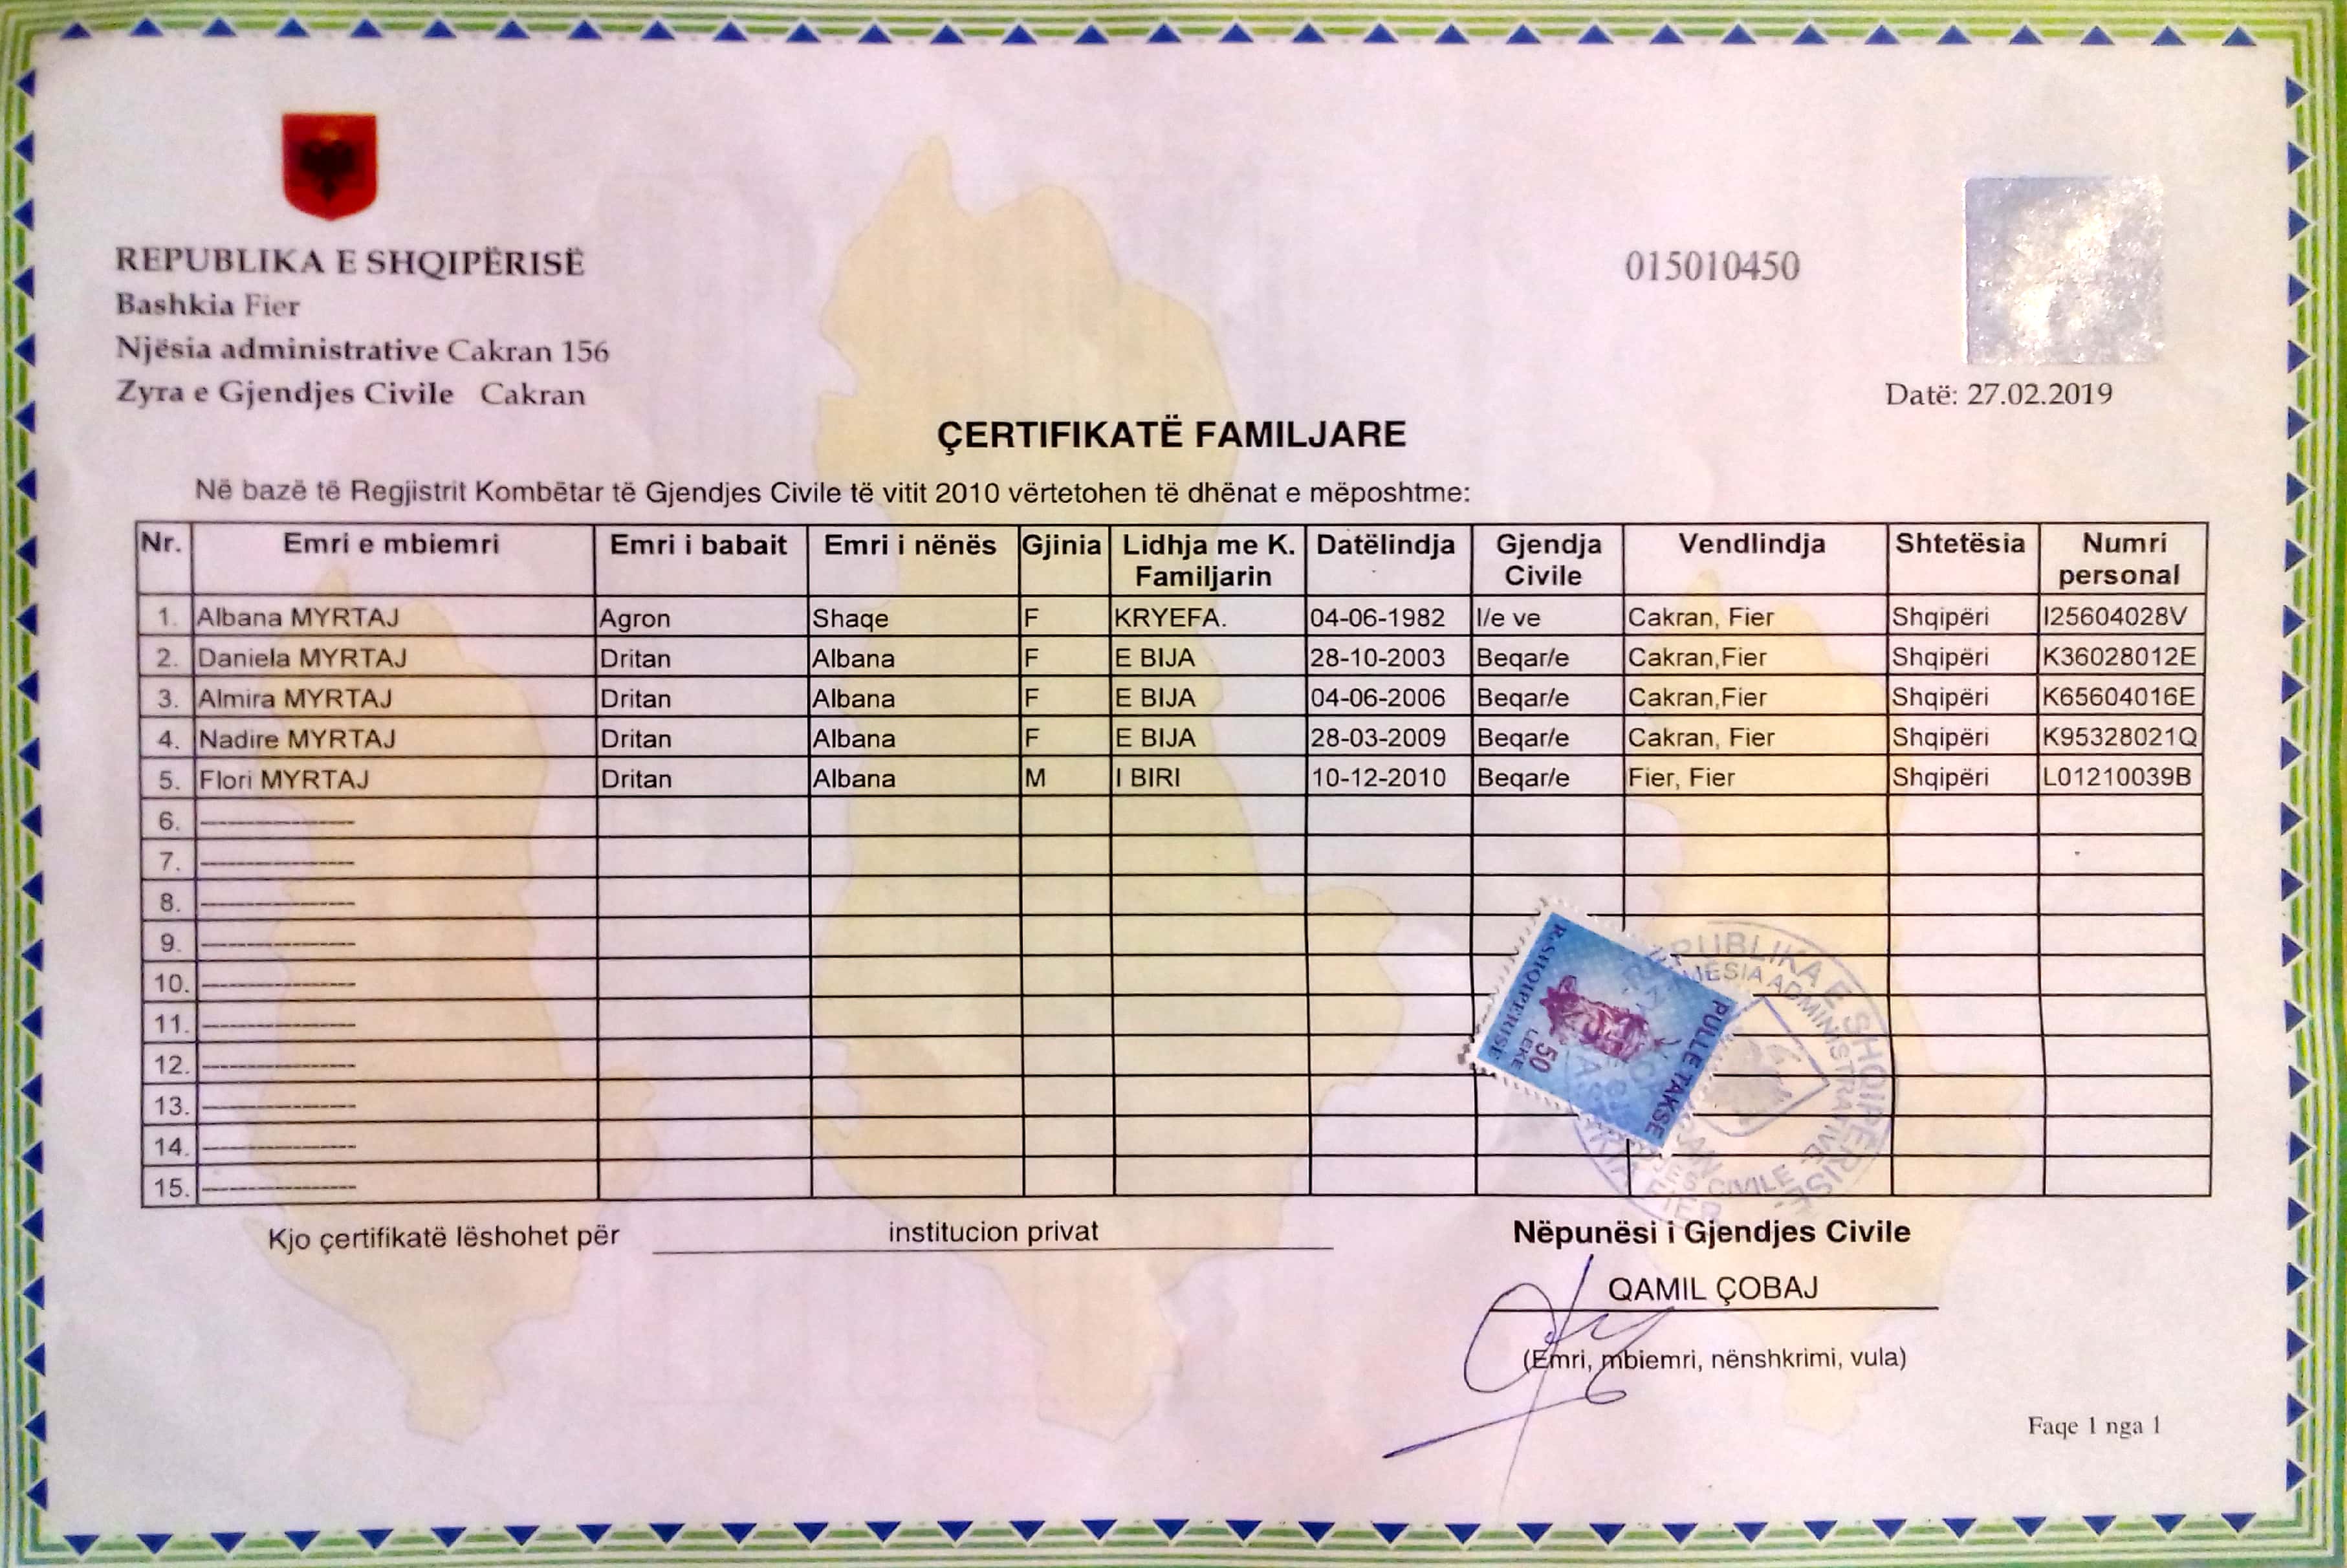 REPUBLIKA E SHQIPËRISË
Bashkia Fier
Njësia administrative Cakran 156
Zyra e Gjendjes Civile Cakran
015010450
Datë: 27.02.2019
ÇERTIFIKATË FAMILJARE
Në bazë të Regjistrit Kombëtar të Gjendjes Civile të vitit 2010 vërtetohen të dhënat e mëposhtme:
Nr. Emri e mbiemri Emri i babait Emri i nënës Gjinia Lidhja me K. Familjarin Datëlindja Gjendja Civile Vendlindja Shtetësia Numri personal
1. Albana MYRTAJ Agron Shaqe F KRYEFA. 04-06-1982 I/e ve Cakran, Fier Shqipëri I25604028V
2. Daniela MYRTAJ Dritan Albana F E BIJA 28-10-2003 Beqar/e Cakran,Fier Shqipëri K36028012E
3. Almira MYRTAJ Dritan Albana F E BIJA 04-06-2006 Beqar/e Cakran,Fier Shqipëri K65604016E
4. Nadire MYRTAJ Dritan Albana F E BIJA 28-03-2009 Beqar/e Cakran, Fier Shqipëri K95328021Q
5. Flori MYRTAJ Dritan Albana M I BIRI 10-12-2010 Beqar/e Fier, Fier Shqipëri L01210039B
6. --------------------
7. --------------------
8. --------------------
9. --------------------
10. --------------------
11. --------------------
12. --------------------
13. --------------------
14. --------------------
15. --------------------
R.SHQIPERISE
50
LEKE
PULLE TAKSE
REPUBLIKA E SHQIPËRISË
ADMINISTRATIVE
CIVILE
FIER
Kjo çertifikatë lëshohet për institucion privat
Nëpunësi i Gjendjes Civile
QAMIL ÇOBAJ
(Emri, mbiemri, nënshkrimi, vula)
Faqe 1 nga 1